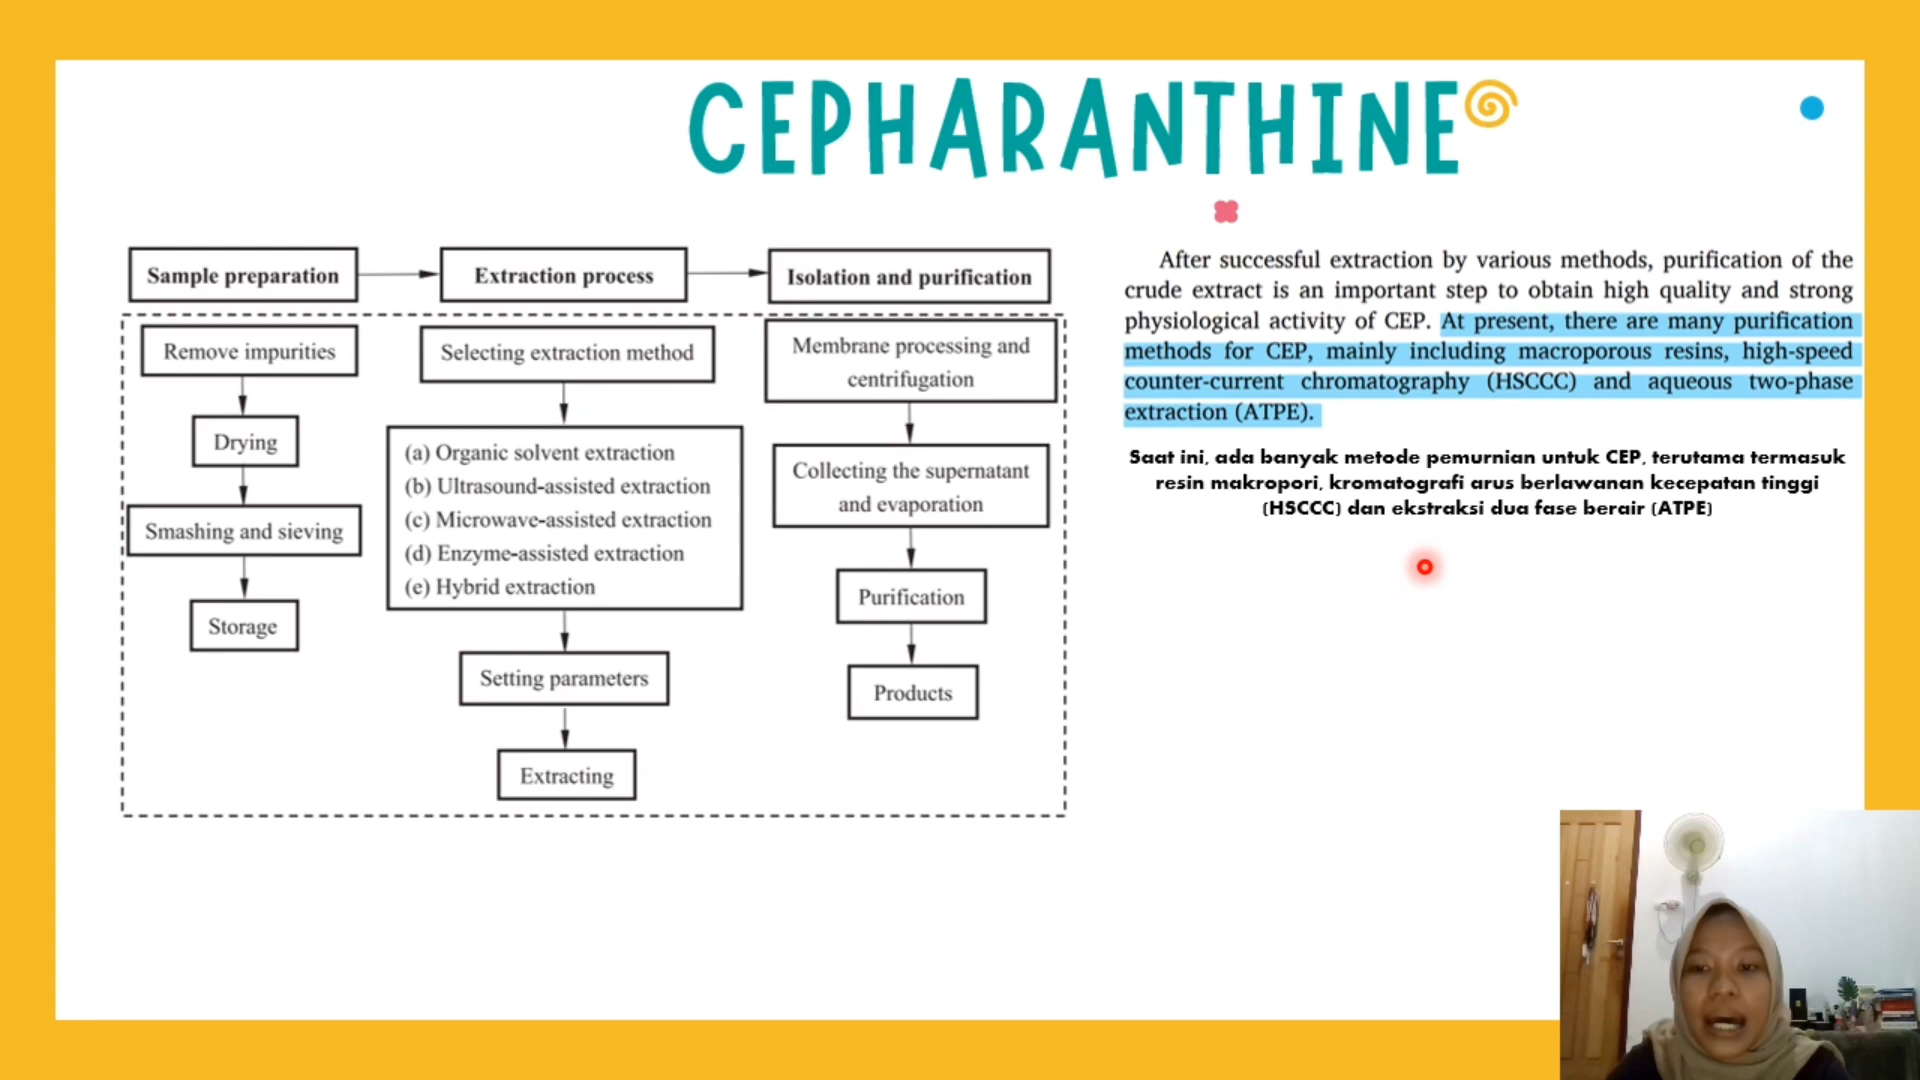 CEPHARANTHINE
Sample preparation
Extraction process
Isolation and purification
Remove impurities
Drying
Smashing and sieving
Storage
Selecting extraction method
(a) Organic solvent extraction
(b) Ultrasound-assisted extraction
(c) Microwave-assisted extraction
(d) Enzyme-assisted extraction
(e) Hybrid extraction
Setting parameters
Extracting
Membrane processing and
centrifugation
Collecting the supernatant
and evaporation
Purification
Products
After successful extraction by various methods, purification of the
crude extract is an important step to obtain high quality and strong
physiological activity of CEP. At present, there are many purification
methods for CEP, mainly including macroporous resins, high-speed
counter-current chromatography (HSCCC) and aqueous two-phase
extraction (ATPE).
Saat ini, ada banyak metode pemurnian untuk CEP, terutama termasuk
resin makropori, kromatografi arus berlawanan kecepatan tinggi
(HSCCC) dan ekstraksi dua fase berair (ATPE)